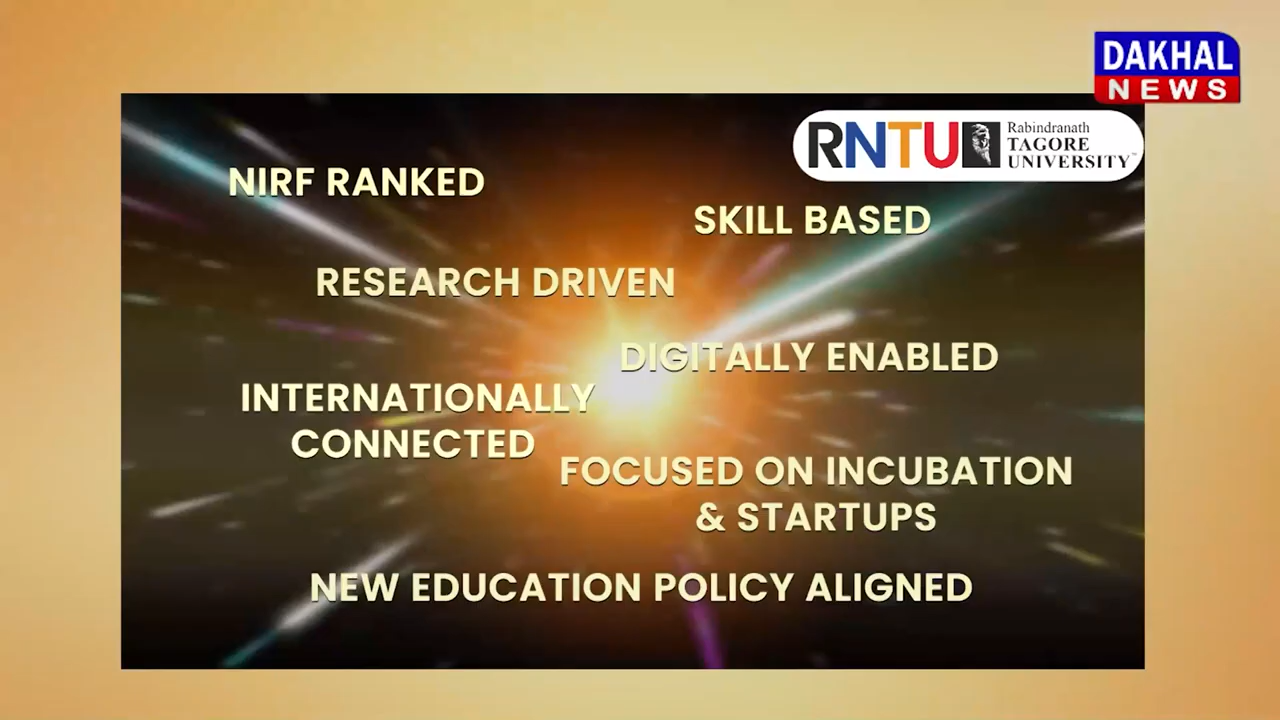 DAKHAL
NEWS
RNTU
Rabindranath
TAGORE
UNIVERSITY™
NIRF RANKED
SKILL BASED
RESEARCH DRIVEN
DIGITALLY ENABLED
INTERNATIONALLY
CONNECTED
FOCUSED ON INCUBATION
& STARTUPS
NEW EDUCATION POLICY ALIGNED